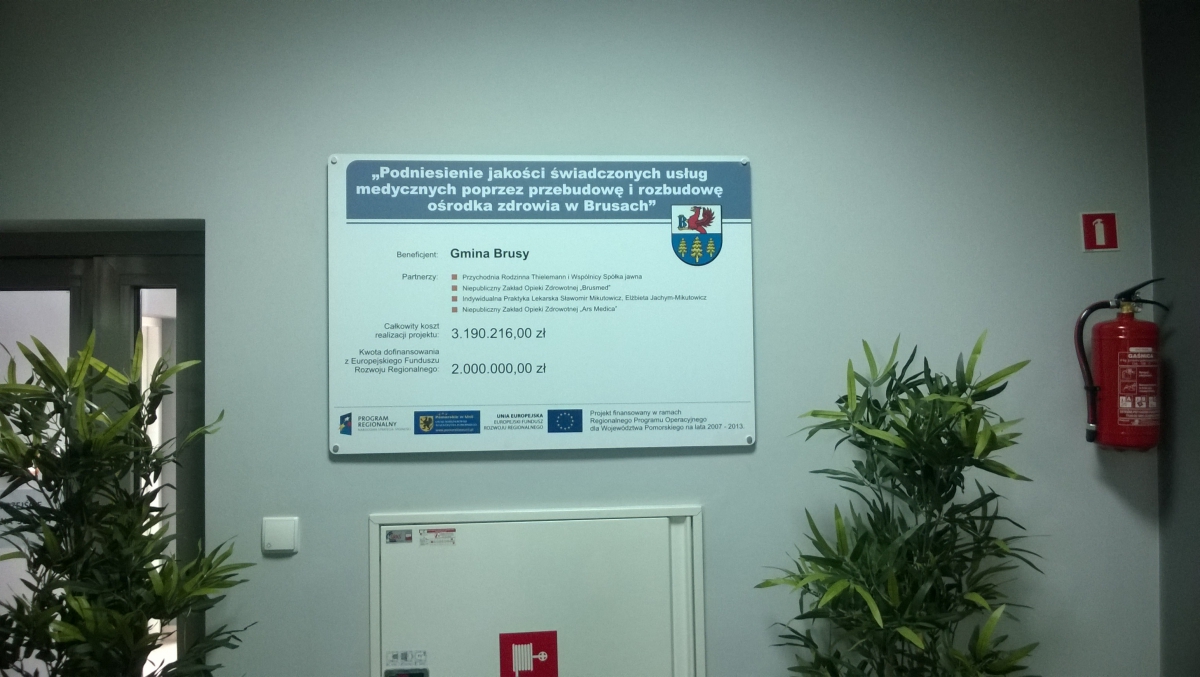 „Podniesienie jakości świadczonych usług
medycznych poprzez przebudowę i rozbudowę
ośrodka zdrowia w Brusach”
B
Beneficjent: Gmina Brusy
Partnerzy: Przychodnia Rodzinna Thielemann i Wspólnicy Spółka jawna
Niepubliczny Zakład Opieki Zdrowotnej „Brusmed”
Indywidualna Praktyka Lekarska Sławomir Mikutowicz, Elżbieta Jachym-Mikutowicz
Niepubliczny Zakład Opieki Zdrowotnej „Ars Medica”
Całkowity koszt
realizacji projektu: 3.190.216,00 zł
Kwota dofinansowania
z Europejskiego Funduszu
Rozwoju Regionalnego: 2.000.000,00 zł
PROGRAM
REGIONALNY
UNIA EUROPEJSKA
EUROPEJSKI FUNDUSZ
ROZWOJU REGIONALNEGO
Projekt finansowany w ramach
Regionalnego Programu Operacyjnego
dla Województwa Pomorskiego na lata 2007 - 2013.
GAŚNICA